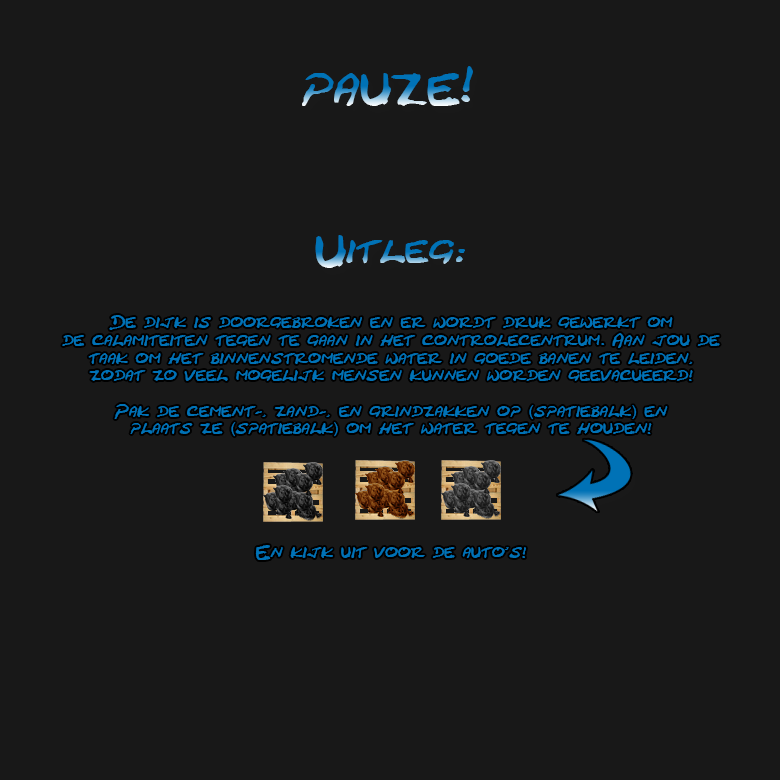 PAUZE!
Uitleg:
De dijk is doorgebroken en er wordt druk gewerkt om
de calamiteiten tegen te gaan in het controlecentrum. Aan jou de
taak om het binnenstromende water in goede banen te leiden,
zodat zo veel mogelijk mensen kunnen worden geevacueerd!
Pak de cement-, zand-, en grindzakken op (spatiebalk) en
plaats ze (spatiebalk) om het water tegen te houden!
En kijk uit voor de auto's!